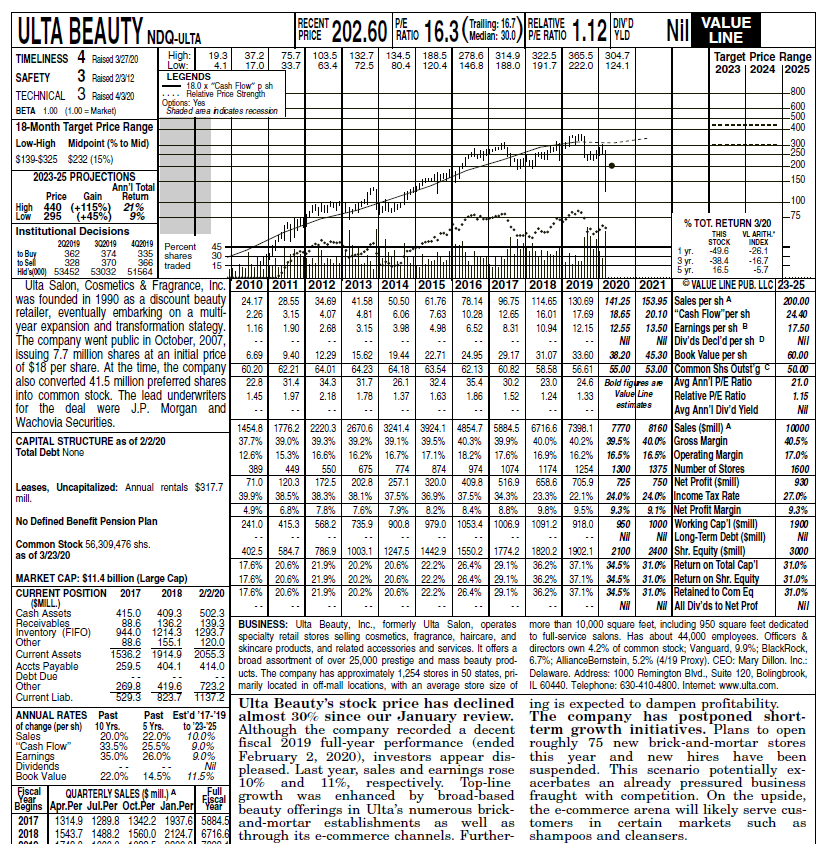 ULTA BEAUTY NDQ-ULTA
RECENT PRICE 202.60 P/E RATIO 16.3 (Trailing: 16.7 Median: 30.0) RELATIVE P/E RATIO 1.12 DIV'D YLD Nil VALUE LINE
TIMELINESS 4 Raised 3/27/20
SAFETY 3 Raised 2/3/12
TECHNICAL 3 Raised 4/3/20
BETA 1.00 (1.00 = Market)
18-Month Target Price Range
Low-High Midpoint (% to Mid)
$139-$325 $232 (15%)
2023-25 PROJECTIONS
Ann'l Total
Price Gain Return
High 440 (+115%) 21%
Low 295 (+45%) 9%
Institutional Decisions
2Q2019 3Q2019 4Q2019
to Buy 362 374 335
to Sell 328 370 366
Hld's(000) 53452 53032 51564
High: 19.3 37.2 75.7 103.5 132.7 134.5 188.5 278.6 314.9 322.5 365.5 304.7
Low: 4.1 17.0 33.7 63.4 72.5 80.4 120.4 146.8 188.0 191.7 222.0 124.1
LEGENDS
18.0 x "Cash Flow" p sh
Relative Price Strength
Options: Yes
Shaded area indicates recession
Target Price Range
2023 2024 2025
800
600
500
400
300
250
200
150
100
75
Percent shares traded
45
30
15
% TOT. RETURN 3/20
THIS STOCK VL ARITH.* INDEX
1 yr. -49.6 -26.1
3 yr. -38.4 -16.7
5 yr. 16.5 -5.7
Ulta Salon, Cosmetics & Fragrance, Inc.
was founded in 1990 as a discount beauty
retailer, eventually embarking on a multi-
year expansion and transformation stategy.
The company went public in October, 2007,
issuing 7.7 million shares at an initial price
of $18 per share. At the time, the company
also converted 41.5 million preferred shares
into common stock. The lead underwriters
for the deal were J.P. Morgan and
Wachovia Securities.
2010 2011 2012 2013 2014 2015 2016 2017 2018 2019 2020 2021 © VALUE LINE PUB. LLC 23-25
24.17 28.55 34.69 41.58 50.50 61.76 78.14 96.75 114.65 130.69 141.25 153.95 Sales per sh A 200.00
2.26 3.15 4.07 4.81 6.06 7.63 10.28 12.65 16.01 17.69 18.65 20.10 "Cash Flow"per sh 24.40
1.16 1.90 2.68 3.15 3.98 4.98 6.52 8.31 10.94 12.15 12.55 13.50 Earnings per sh B 17.50
-- -- -- -- -- -- -- -- -- -- Nil Nil Div'ds Decl'd per sh D Nil
6.69 9.40 12.29 15.62 19.44 22.71 24.95 29.17 31.07 33.60 38.20 45.30 Book Value per sh 60.00
60.20 62.21 64.01 64.23 64.18 63.54 62.13 60.82 58.58 56.61 55.00 53.00 Common Shs Outst'g C 50.00
22.8 31.4 34.3 31.7 26.1 32.4 35.4 30.2 23.0 24.6 Bold figures are Avg Ann'l P/E Ratio 21.0
1.45 1.97 2.18 1.78 1.37 1.63 1.86 1.52 1.24 1.33 Value Line Relative P/E Ratio 1.15
-- -- -- -- -- -- -- -- -- -- estimates Avg Ann'l Div'd Yield Nil
1454.8 1776.2 2220.3 2670.6 3241.4 3924.1 4854.7 5884.5 6716.6 7398.1 7770 8160 Sales ($mill) A 10000
37.7% 39.0% 39.3% 39.2% 39.1% 39.5% 40.3% 39.9% 40.0% 40.2% 39.5% 40.0% Gross Margin 40.5%
12.6% 15.3% 16.6% 16.2% 16.7% 17.1% 18.2% 17.6% 16.9% 16.2% 16.5% 16.5% Operating Margin 17.0%
389 449 550 675 774 874 974 1074 1174 1254 1300 1375 Number of Stores 1600
71.0 120.3 172.5 202.8 257.1 320.0 409.8 516.9 658.6 705.9 725 750 Net Profit ($mill) 930
39.9% 38.5% 38.3% 38.1% 37.5% 36.9% 37.5% 34.3% 23.3% 22.1% 24.0% 24.0% Income Tax Rate 27.0%
4.9% 6.8% 7.8% 7.6% 7.9% 8.2% 8.4% 8.8% 9.8% 9.5% 9.3% 9.1% Net Profit Margin 9.3%
241.0 415.3 568.2 735.9 900.8 979.0 1053.4 1006.9 1091.2 918.0 950 1000 Working Cap'l ($mill) 1900
-- -- -- -- -- -- -- -- -- -- Nil Nil Long-Term Debt ($mill) Nil
402.5 584.7 786.9 1003.1 1247.5 1442.9 1550.2 1774.2 1820.2 1902.1 2100 2400 Shr. Equity ($mill) 3000
17.6% 20.6% 21.9% 20.2% 20.6% 22.2% 26.4% 29.1% 36.2% 37.1% 34.5% 31.0% Return on Total Cap'l 31.0%
17.6% 20.6% 21.9% 20.2% 20.6% 22.2% 26.4% 29.1% 36.2% 37.1% 34.5% 31.0% Return on Shr. Equity 31.0%
17.6% 20.6% 21.9% 20.2% 20.6% 22.2% 26.4% 29.1% 36.2% 37.1% 34.5% 31.0% Retained to Com Eq 31.0%
-- -- -- -- -- -- -- -- -- -- Nil Nil All Div'ds to Net Prof Nil
CAPITAL STRUCTURE as of 2/2/20
Total Debt None
Leases, Uncapitalized: Annual rentals $317.7
mill.
No Defined Benefit Pension Plan
Common Stock 56,309,476 shs.
as of 3/23/20
MARKET CAP: $11.4 billion (Large Cap)
CURRENT POSITION 2017 2018 2/2/20
($MILL.)
Cash Assets 415.0 409.3 502.3
Receivables 88.6 136.2 139.3
Inventory (FIFO) 944.0 1214.3 1293.7
Other 88.6 155.1 120.0
Current Assets 1536.2 1914.9 2055.3
Accts Payable 259.5 404.1 414.0
Debt Due -- -- --
Other 269.8 419.6 723.2
Current Liab. 529.3 823.7 1137.2
ANNUAL RATES Past Past Est'd '17-'19
of change (per sh) 10 Yrs. 5 Yrs. to '23-'25
Sales 20.0% 22.0% 10.0%
"Cash Flow" 33.5% 25.5% 9.0%
Earnings 35.0% 26.0% 9.0%
Dividends -- -- Nil
Book Value 22.0% 14.5% 11.5%
Fiscal Year Begins QUARTERLY SALES ($ mill.) A Full Fiscal Year
Apr.Per Jul.Per Oct.Per Jan.Per
2017 1314.9 1289.8 1342.2 1937.6 5884.5
2018 1543.7 1488.2 1560.0 2124.7 6716.6
BUSINESS: Ulta Beauty, Inc., formerly Ulta Salon, operates
specialty retail stores selling cosmetics, fragrance, haircare, and
skincare products, and related accessories and services. It offers a
broad assortment of over 25,000 prestige and mass beauty prod-
ucts. The company has approximately 1,254 stores in 50 states, pri-
marily located in off-mall locations, with an average store size of
more than 10,000 square feet, including 950 square feet dedicated
to full-service salons. Has about 44,000 employees. Officers &
directors own 4.2% of common stock; Vanguard, 9.9%; BlackRock,
6.7%; AllianceBernstein, 5.2% (4/19 Proxy). CEO: Mary Dillon. Inc.:
Delaware. Address: 1000 Remington Blvd., Suite 120, Bolingbrook,
IL 60440. Telephone: 630-410-4800. Internet: www.ulta.com.
Ulta Beauty's stock price has declined
almost 30% since our January review.
Although the company recorded a decent
fiscal 2019 full-year performance (ended
February 2, 2020), investors appear dis-
pleased. Last year, sales and earnings rose
10% and 11%, respectively. Top-line
growth was enhanced by broad-based
beauty offerings in Ulta's numerous brick-
and-mortar establishments as well as
through its e-commerce channels. Further-
ing is expected to dampen profitability.
The company has postponed short-
term growth initiatives. Plans to open
roughly 75 new brick-and-mortar stores
this year and new hires have been
suspended. This scenario potentially ex-
acerbates an already pressured business
fraught with competition. On the upside,
the e-commerce arena will likely serve cus-
tomers in certain markets such as
shampoos and cleansers.